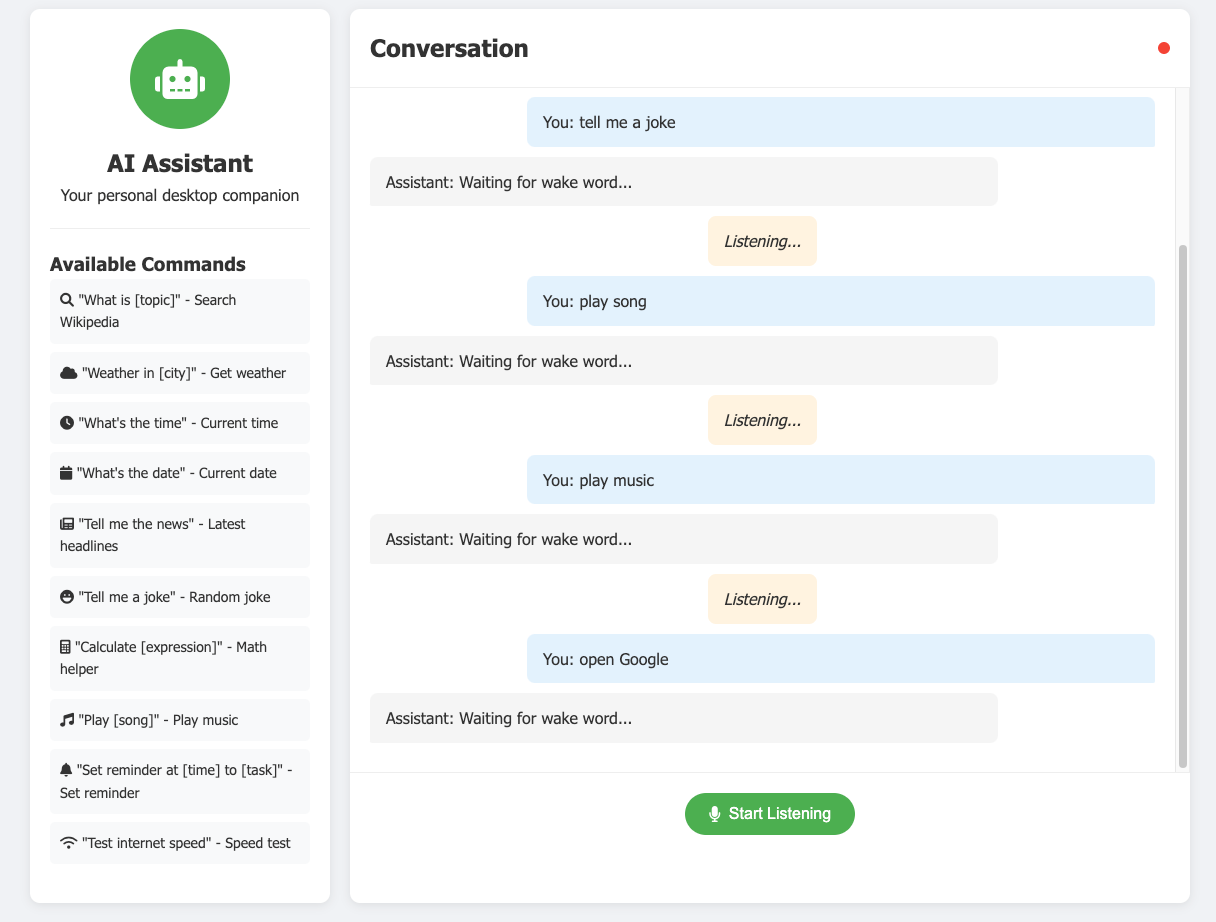 AI Assistant
Your personal desktop companion
Available Commands
"What is [topic]" - Search
Wikipedia
"Weather in [city]" - Get weather
"What's the time" - Current time
"What's the date" - Current date
"Tell me the news" - Latest
headlines
"Tell me a joke" - Random joke
"Calculate [expression]" - Math
helper
"Play [song]" - Play music
"Set reminder at [time] to [task]" -
Set reminder
"Test internet speed" - Speed test
Conversation
You: tell me a joke
Assistant: Waiting for wake word...
Listening...
You: play song
Assistant: Waiting for wake word...
Listening...
You: play music
Assistant: Waiting for wake word...
Listening...
You: open Google
Assistant: Waiting for wake word...
Start Listening